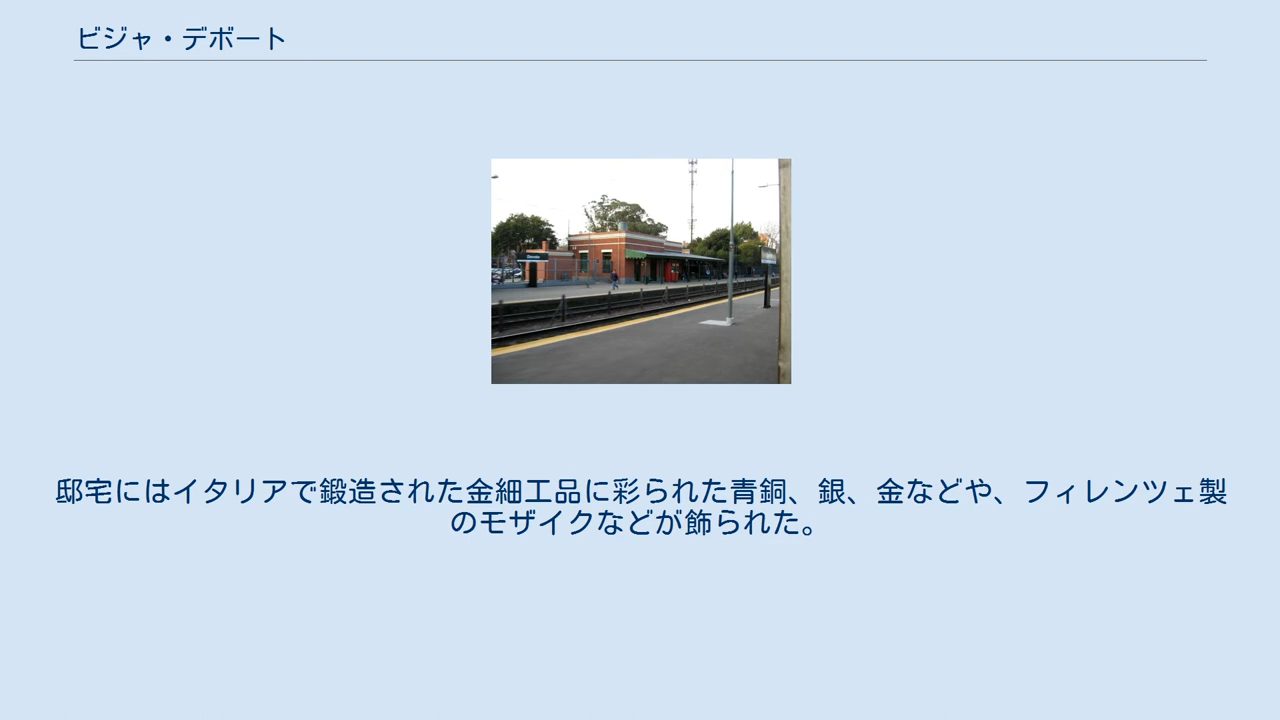 ビジャ・デボート
邸宅にはイタリアで鍛造された金細工品に彩られた青銅、銀、金などや、フィレンツェ製
のモザイクなどが飾られた。